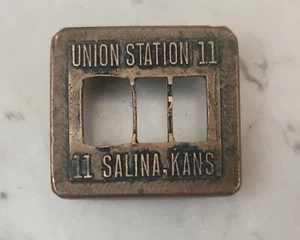 UNION STATION 11
11 SALINA, KANS